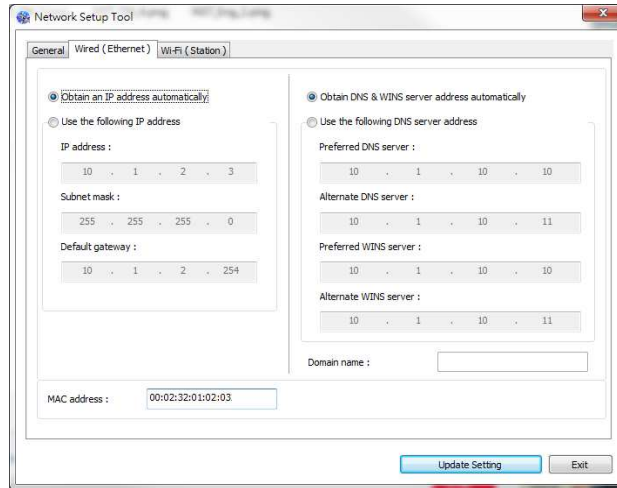 Network Setup Tool
General Wired ( Ethernet ) Wi-Fi ( Station )
Obtain an IP address automatically
Use the following IP address
IP address :
10 . 1 . 2 . 3
Subnet mask :
255 . 255 . 255 . 0
Default gateway :
10 . 1 . 2 . 254
Obtain DNS & WINS server address automatically
Use the following DNS server address
Preferred DNS server :
10 . 1 . 10 . 10
Alternate DNS server :
10 . 1 . 10 . 11
Preferred WINS server :
10 . 1 . 10 . 10
Alternate WINS server :
10 . 1 . 10 . 11
Domain name :
MAC address : 00:02:32:01:02:03
Update Setting Exit